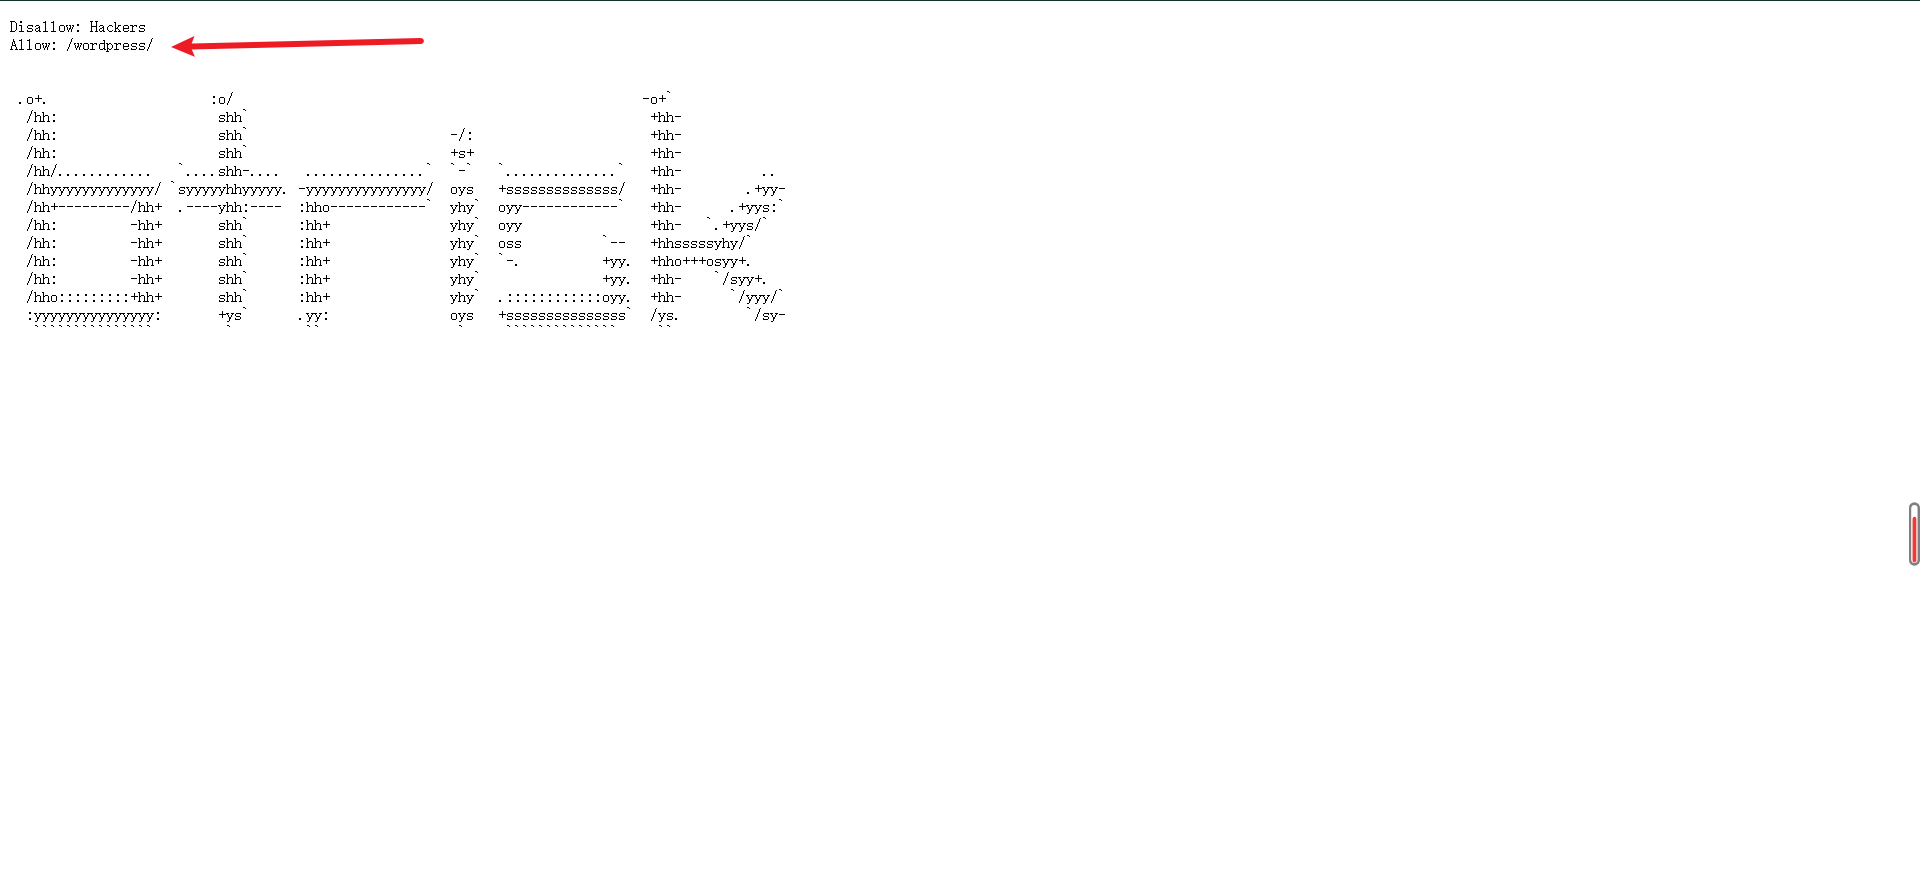 Disallow: Hackers
Allow: /wordpress/
.o+.                    :o/                                                   -o+`
 /hh:                    shh`                                                  +hh-
 /hh:                    shh`                         -/:                      +hh-
 /hh:                    shh`                         +s+                      +hh-
 /hh/............   `....shh-....   ...............`  `-`   `..............`   +hh-          ..
 /hhyyyyyyyyyyyyy/ `syyyyyhhyyyyy. -yyyyyyyyyyyyyyy/  oys   +ssssssssssssss/   +hh-        .+yy-
 /hh+---------/hh+  .----yhh:----  :hho------------`  yhy`  oyy------------`   +hh-      .+yys:`
 /hh:         -hh+       shh`      :hh+               yhy`  oyy                +hh-   `.+yys/`
 /hh:         -hh+       shh`      :hh+               yhy`  oss          `--   +hhsssssyhy/`
 /hh:         -hh+       shh`      :hh+               yhy`  `-.          +yy.  +hho+++osyy+.
 /hh:         -hh+       shh`      :hh+               yhy`               +yy.  +hh-    `/syy+.
 /hho:::::::::+hh+       shh`      :hh+               yhy`  .::::::::::::oyy.  +hh-      `/yyy/`
 :yyyyyyyyyyyyyyy:       +ys`      .yy:               oys   +sssssssssssssss`  /ys.        `/sy-
  ```````````````         `         ``                 `     ``````````````     ``